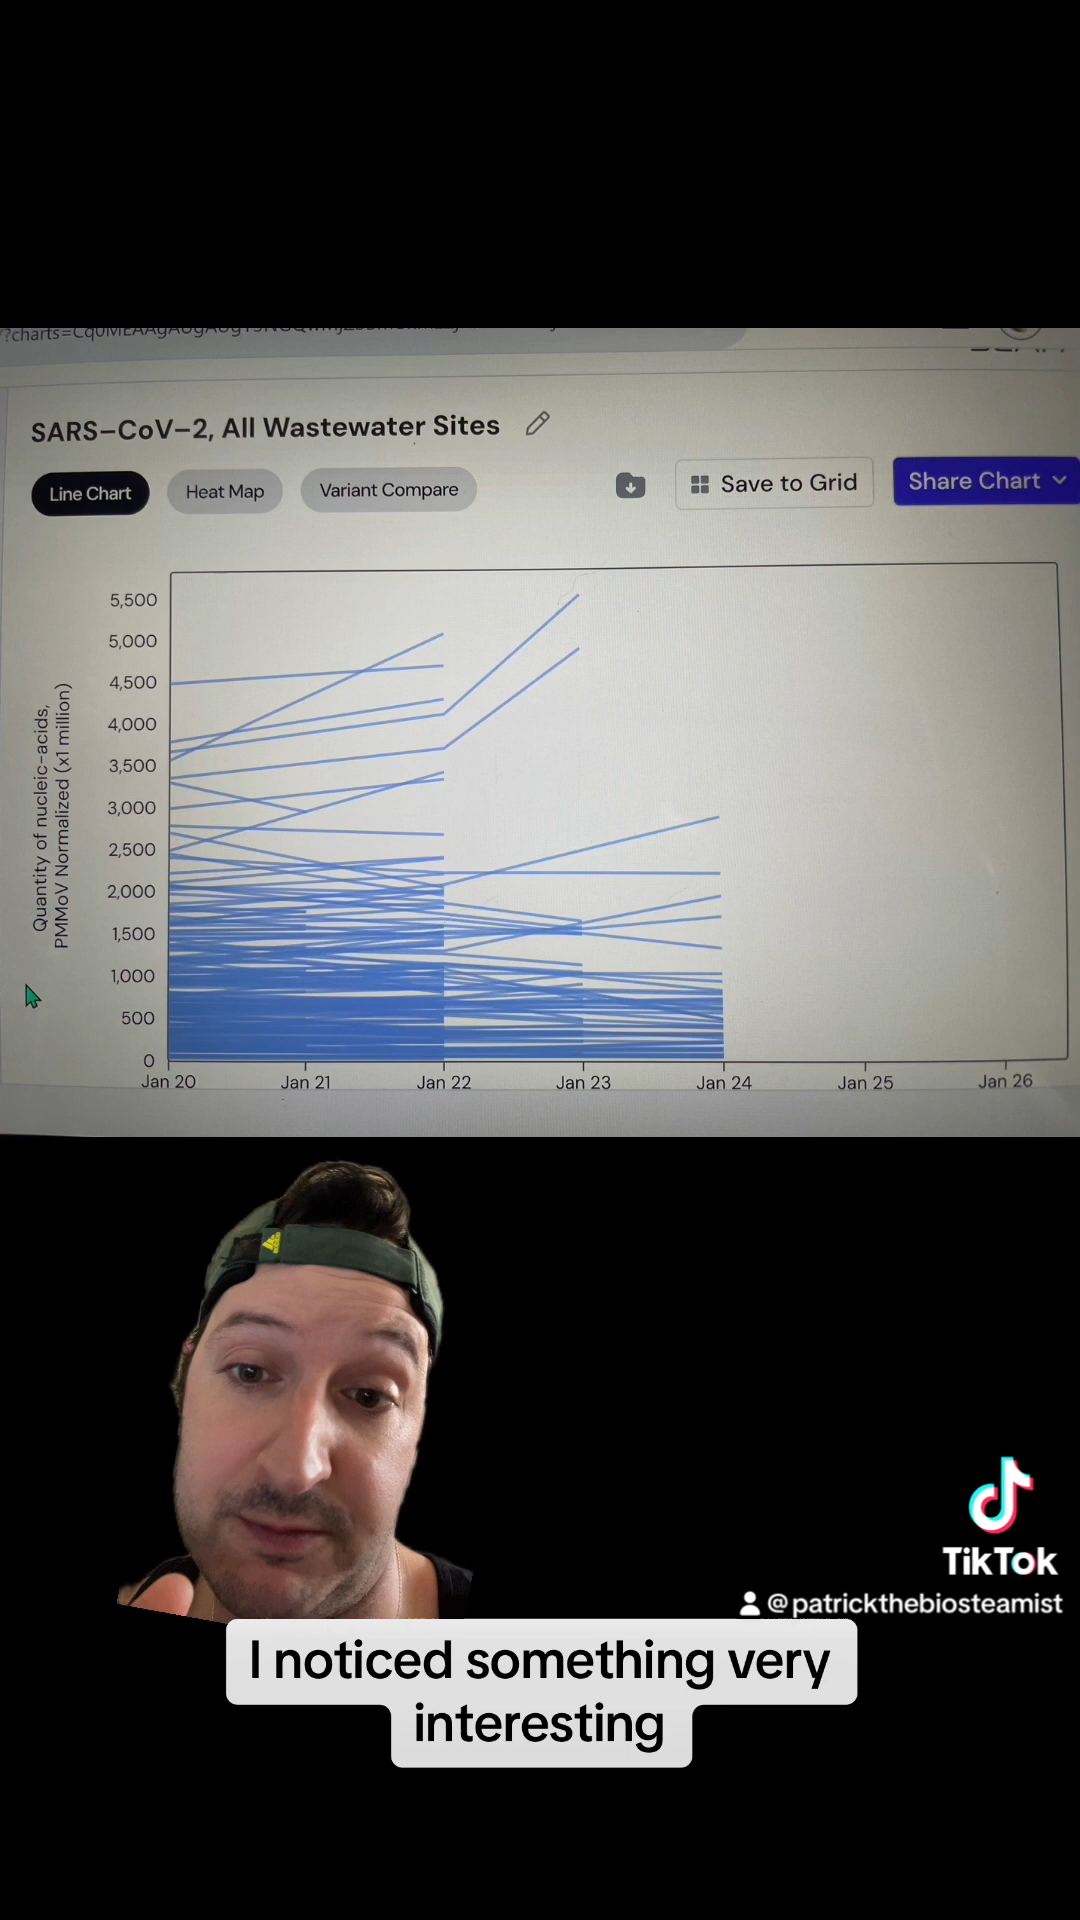 SARS-CoV-2, All Wastewater Sites
Line Chart
Heat Map
Variant Compare
Save to Grid
Share Chart
Quantity of nucleic-acids,
PMMoV Normalized (x1 million)
5,500
5,000
4,500
4,000
3,500
3,000
2,500
2,000
1,500
1,000
500
0
Jan 20
Jan 21
Jan 22
Jan 23
Jan 24
Jan 25
Jan 26
TikTok
@patrickthebiosteamist
I noticed something very
interesting